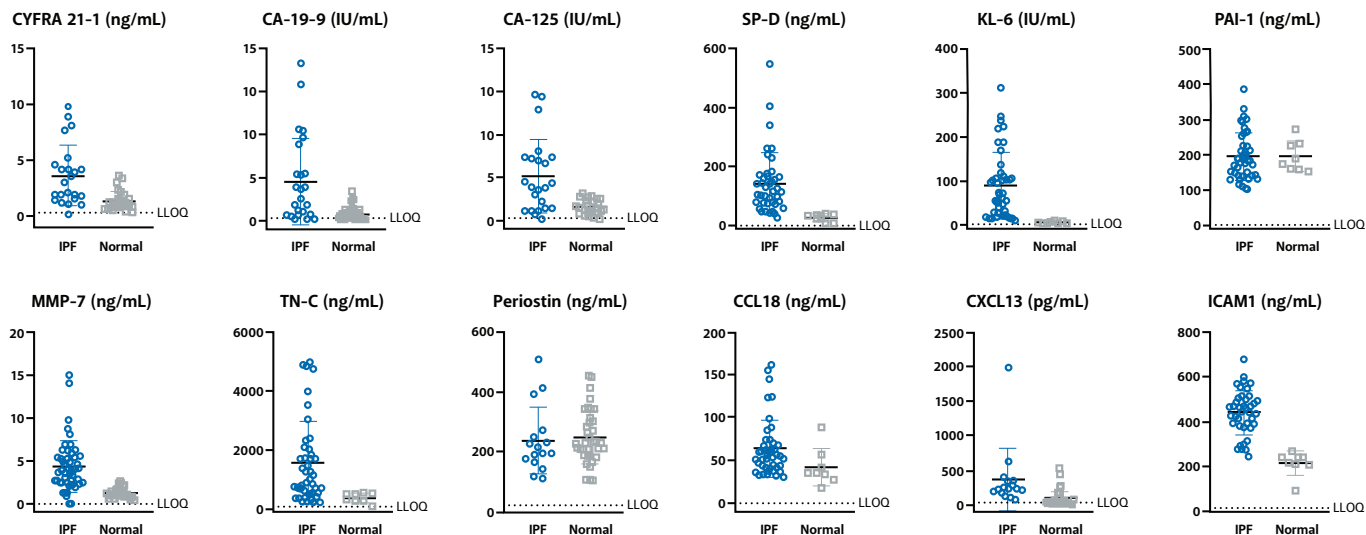 CYFRA 21-1 (ng/mL)
15
10
5
0
LLOQ
IPF
Normal
CA-19-9 (IU/mL)
15
10
10
5
0
LLOQ
IPF
Normal
CA-125 (IU/mL)
15
10
10
5
0
LLOQ
IPF
Normal
SP-D (ng/mL)
600
400
200
0
LLOQ
IPF
Normal
KL-6 (IU/mL)
400
300
200
100
0
LLOQ
IPF
Normal
PAI-1 (ng/mL)
500
400
300
200
100
0
LLOQ
IPF
Normal
MMP-7 (ng/mL)
20
15
10
5
0
LLOQ
IPF
Normal
TN-C (ng/mL)
6000
4000
2000
0
LLOQ
IPF
Normal
Periostin (ng/mL)
600
400
200
0
LLOQ
IPF
Normal
CCL18 (ng/mL)
200
150
100
50
0
LLOQ
IPF
Normal
CXCL13 (pg/mL)
2500
2000
1500
1000
500
0
LLOQ
IPF
Normal
ICAM1 (ng/mL)
800
600
400
200
0
LLOQ
IPF
Normal